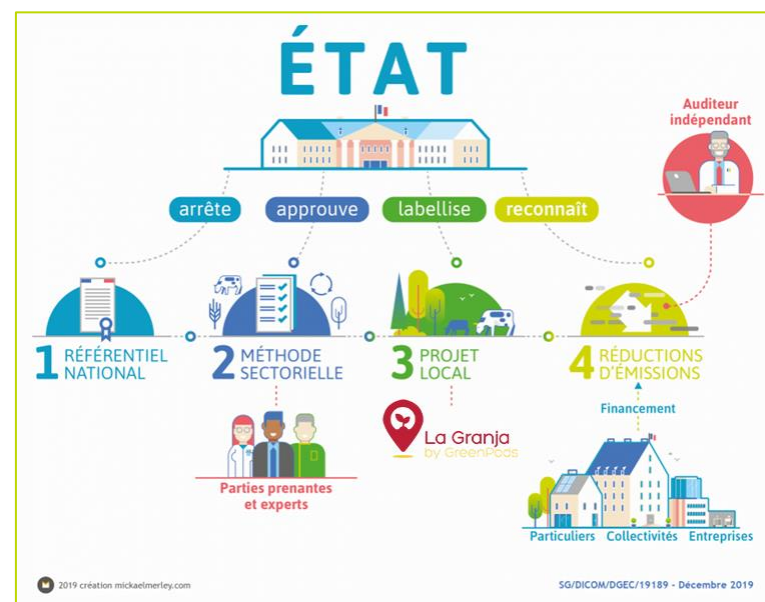 ÉTAT
Auditeur
indépendant
arrête
approuve
labellise
reconnaît
1 RÉFÉRENTIEL
NATIONAL
2 MÉTHODE
SECTORIELLE
3 PROJET
LOCAL
4 RÉDUCTIONS
D'ÉMISSIONS
Financement
La Granja
by GreenPods
Parties prenantes
et experts
Particuliers
Collectivités
Entreprises
2019 création mickaelmerley.com
SG/DICOM/DGEC/19189 - Décembre 2019